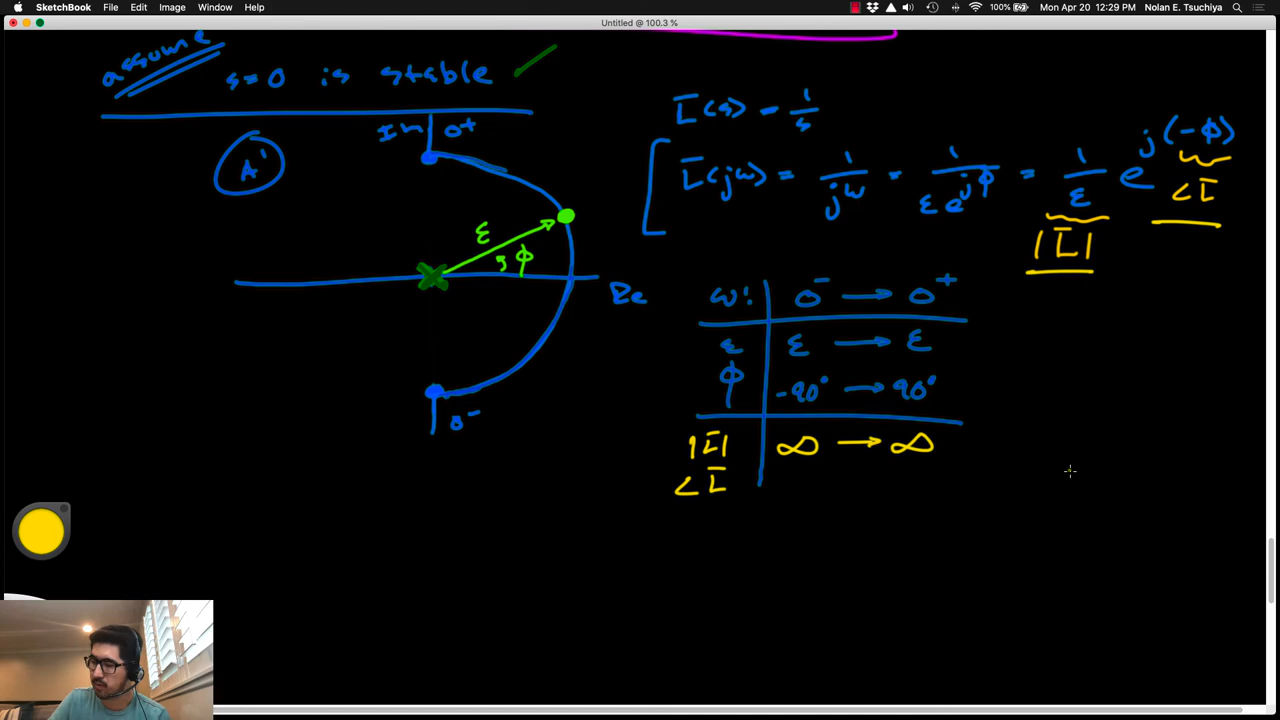 SketchBook File Edit Image Window Help 100% Mon Apr 20 12:29 PM Nolan E. Tsuchiya
Untitled @ 100.3 %
assume
s=0 is stable ✓
Im 0+
A'
ε
φ
Re
0-
L̄(s) = 1/s
L̄(jω) = 1/jω = 1/εe^jφ = 1/ε e^j(-φ)
|L̄| <L̄
ω: 0- → 0+
ε ε → ε
φ -90° → 90°
|L̄| ∞ → ∞
<L̄